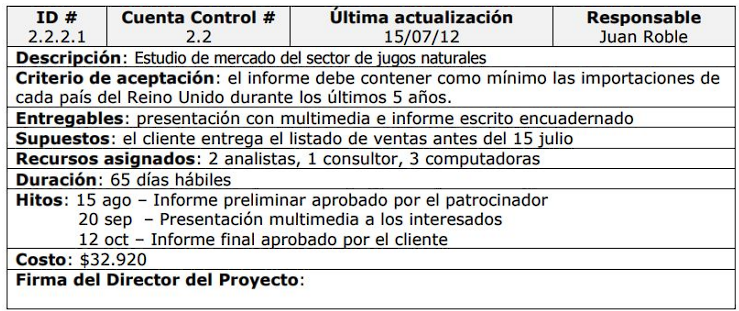 ID # Cuenta Control # Última actualización Responsable
2.2.2.1 2.2 15/07/12 Juan Roble
Descripción: Estudio de mercado del sector de jugos naturales
Criterio de aceptación: el informe debe contener como mínimo las importaciones de
cada país del Reino Unido durante los últimos 5 años.
Entregables: presentación con multimedia e informe escrito encuadernado
Supuestos: el cliente entrega el listado de ventas antes del 15 julio
Recursos asignados: 2 analistas, 1 consultor, 3 computadoras
Duración: 65 días hábiles
Hitos: 15 ago – Informe preliminar aprobado por el patrocinador
20 sep – Presentación multimedia a los interesados
12 oct – Informe final aprobado por el cliente
Costo: $32.920
Firma del Director del Proyecto: